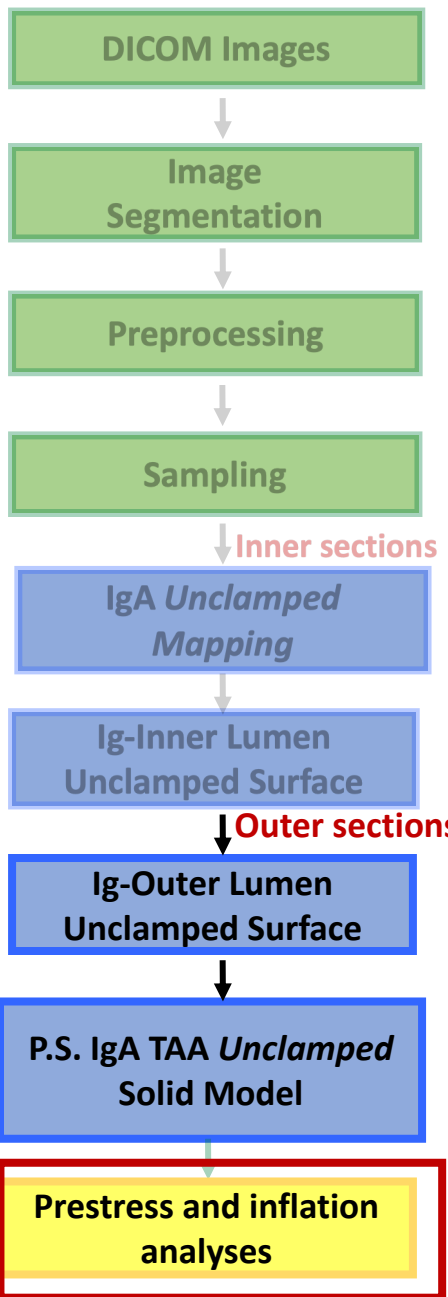 DICOM Images
Image
Segmentation
Preprocessing
Sampling
Inner sections
IgA Unclamped
Mapping
Ig-Inner Lumen
Unclamped Surface
Outer sections
Ig-Outer Lumen
Unclamped Surface
P.S. IgA TAA Unclamped
Solid Model
Prestress and inflation
analyses